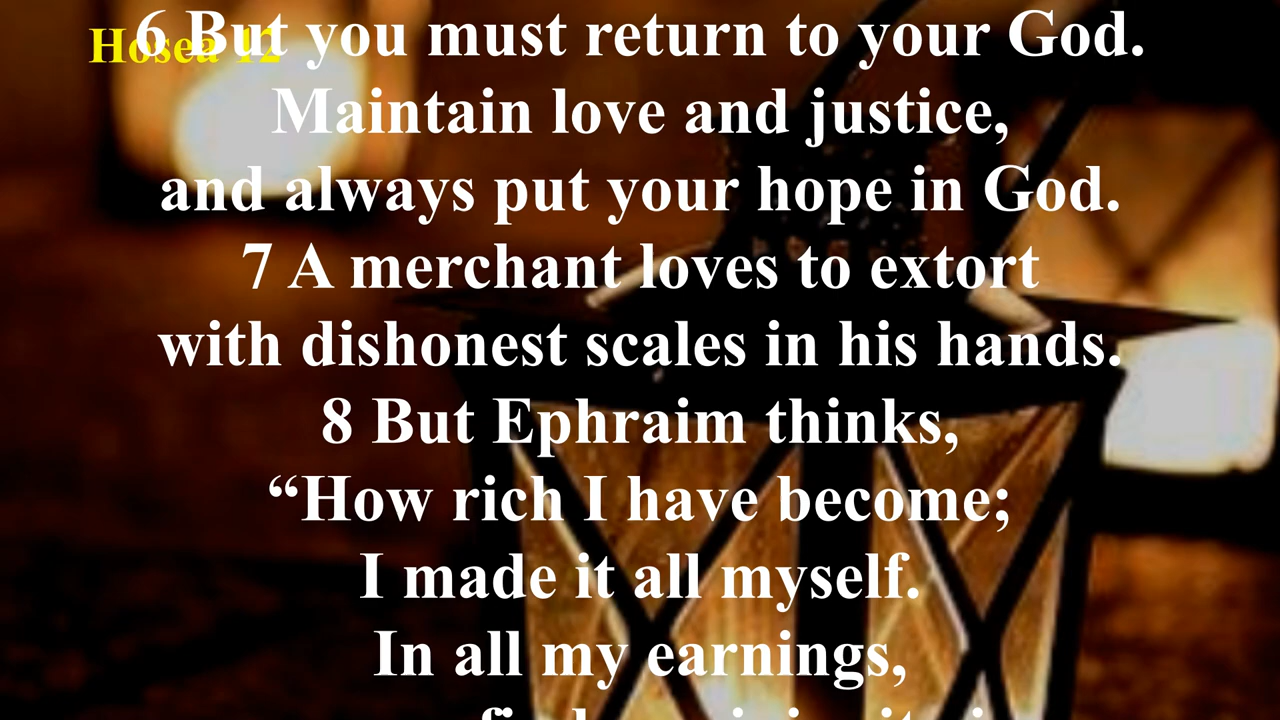 Hosea 12
6 But you must return to your God.
Maintain love and justice,
and always put your hope in God.
7 A merchant loves to extort
with dishonest scales in his hands.
8 But Ephraim thinks,
“How rich I have become;
I made it all myself.
In all my earnings,